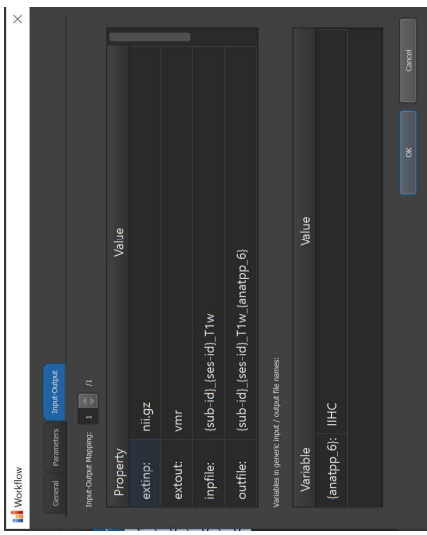 Workflow
General Parameters Input-Output
Input-Output Mapping: 1 /1
Property Value
extinp: nii.gz
extout: vmr
inpfile: {sub-id}_{ses-id}_T1w
outfile: {sub-id}_{ses-id}_T1w_{anatpp_6}
Variables in generic input / output file names:
Variable Value
{anatpp_6}: IIHC
OK Cancel